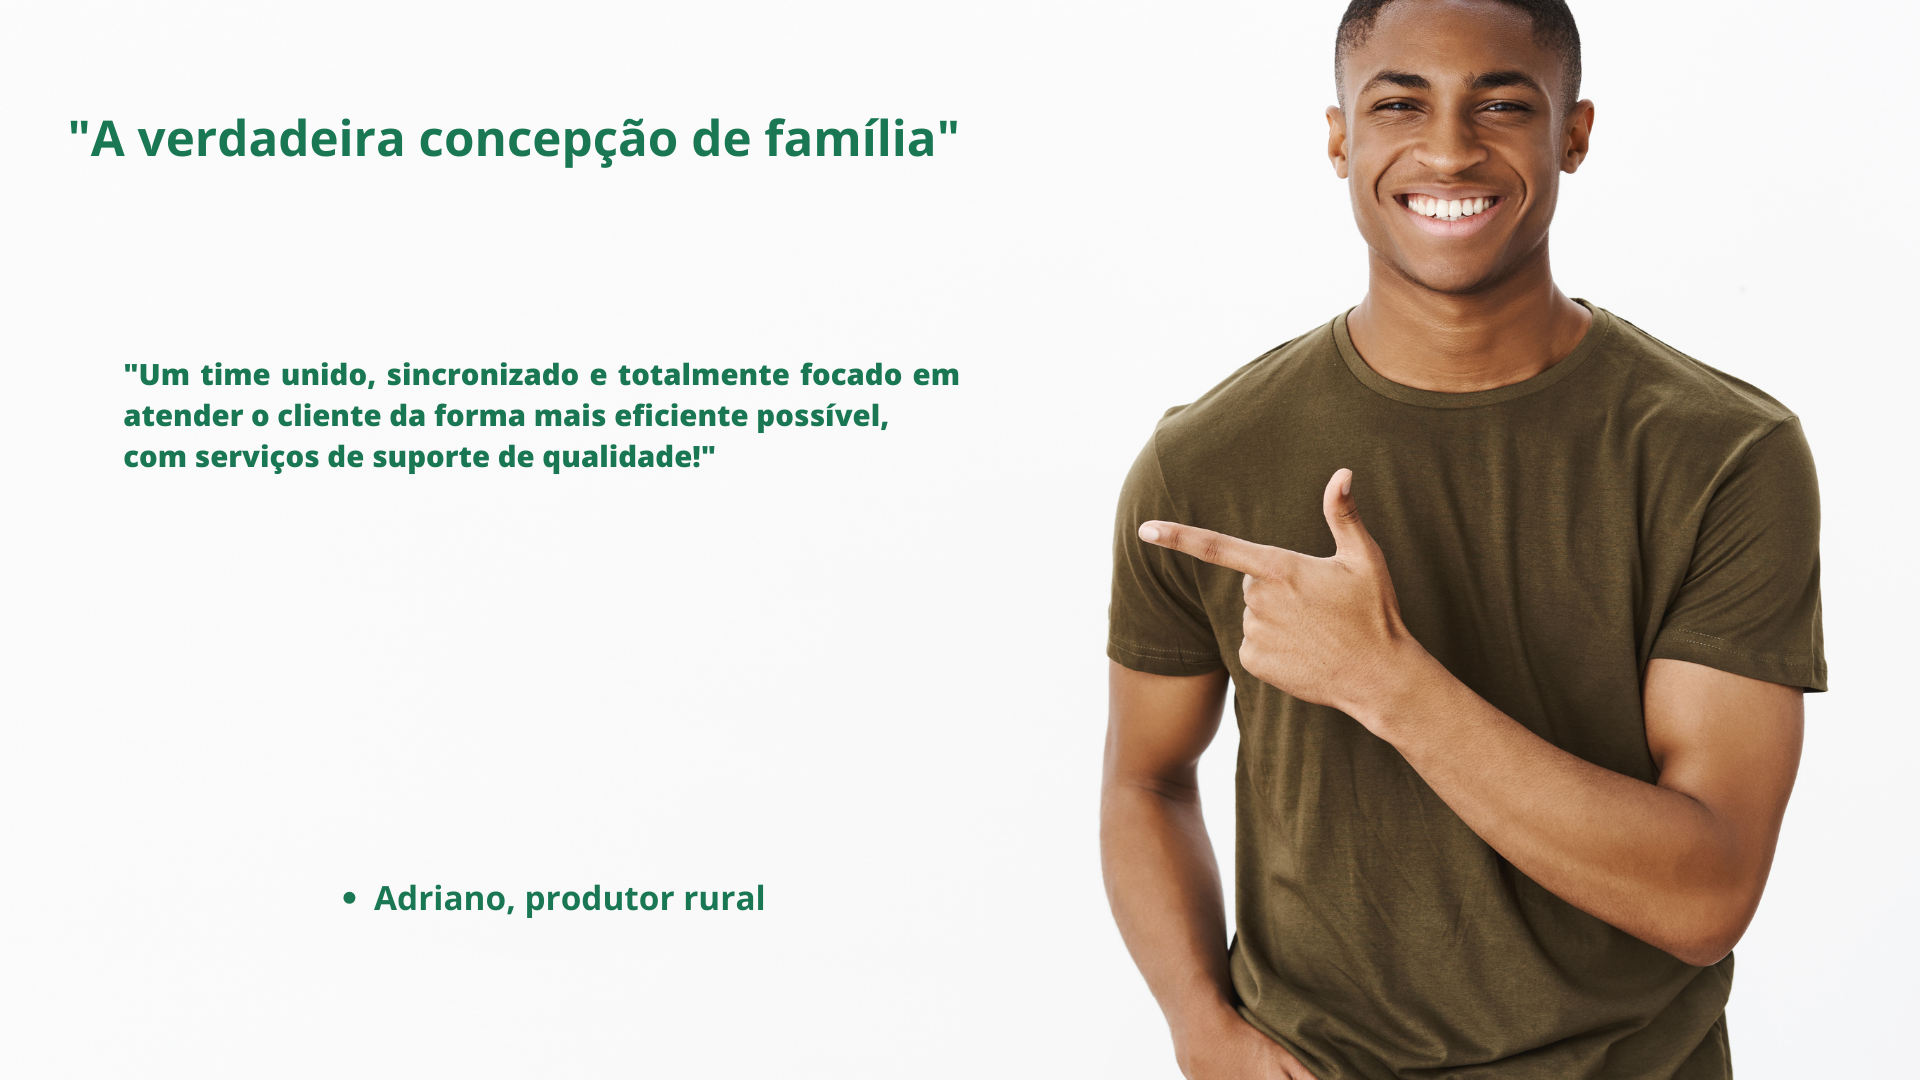 "A verdadeira concepção de família"
"Um time unido, sincronizado e totalmente focado em
atender o cliente da forma mais eficiente possível,
com serviços de suporte de qualidade!"
• Adriano, produtor rural